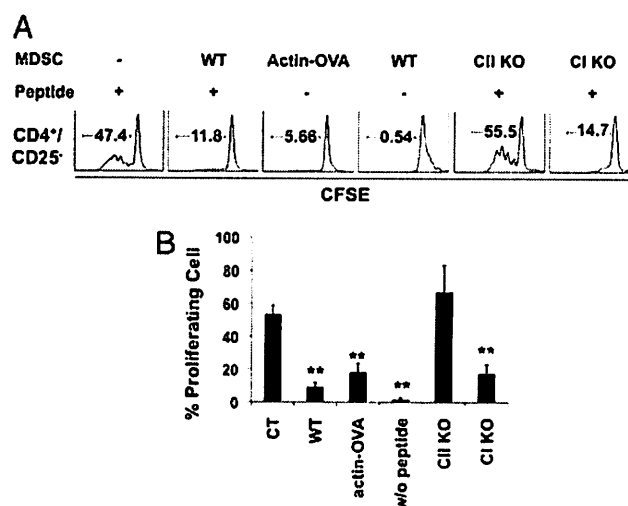 A
MDSC - WT Actin-OVA WT CII KO CI KO
Peptide + + - - + +
CD4+/CD25- 47.4 11.8 5.66 0.54 55.5 14.7
CFSE
B
% Proliferating Cell
100
80
60
40
20
0
** ** ** **
CT WT actin-OVA w/o peptide CII KO CI KO